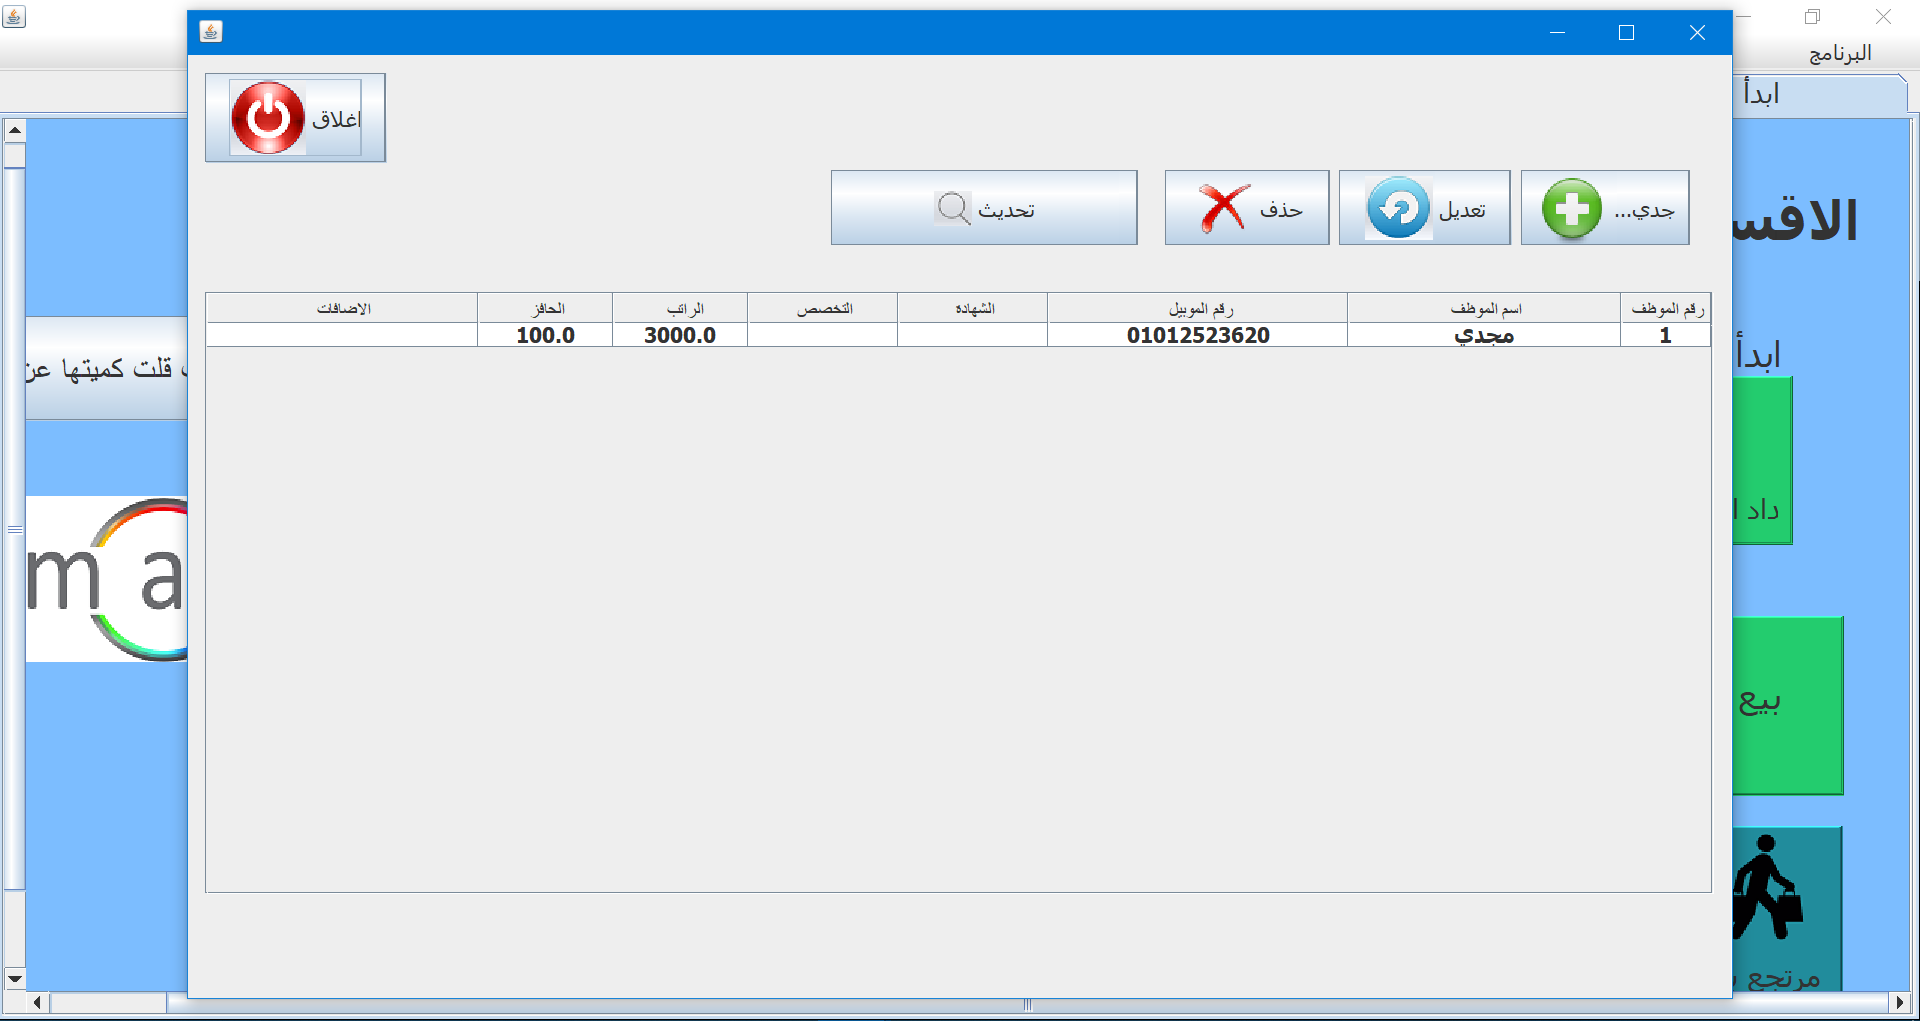 البرنامج
ابدأ
اغلاق
جدي...
تعديل
حذف
تحديث
رقم الموظف
اسم الموظف
رقم الموبيل
الشهادة
التخصص
الراتب
الحافز
الاضافات
1
مجدي
01012523620
3000.0
100.0
الاقس
ابدأ
قلت كميتها عن
داد ا
بيع
m a
مرتجع